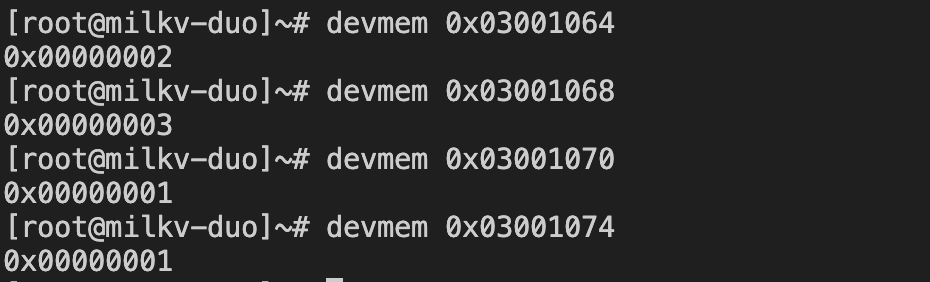 [root@milkv-duo]~# devmem 0x03001064
0x00000002
[root@milkv-duo]~# devmem 0x03001068
0x00000003
[root@milkv-duo]~# devmem 0x03001070
0x00000001
[root@milkv-duo]~# devmem 0x03001074
0x00000001